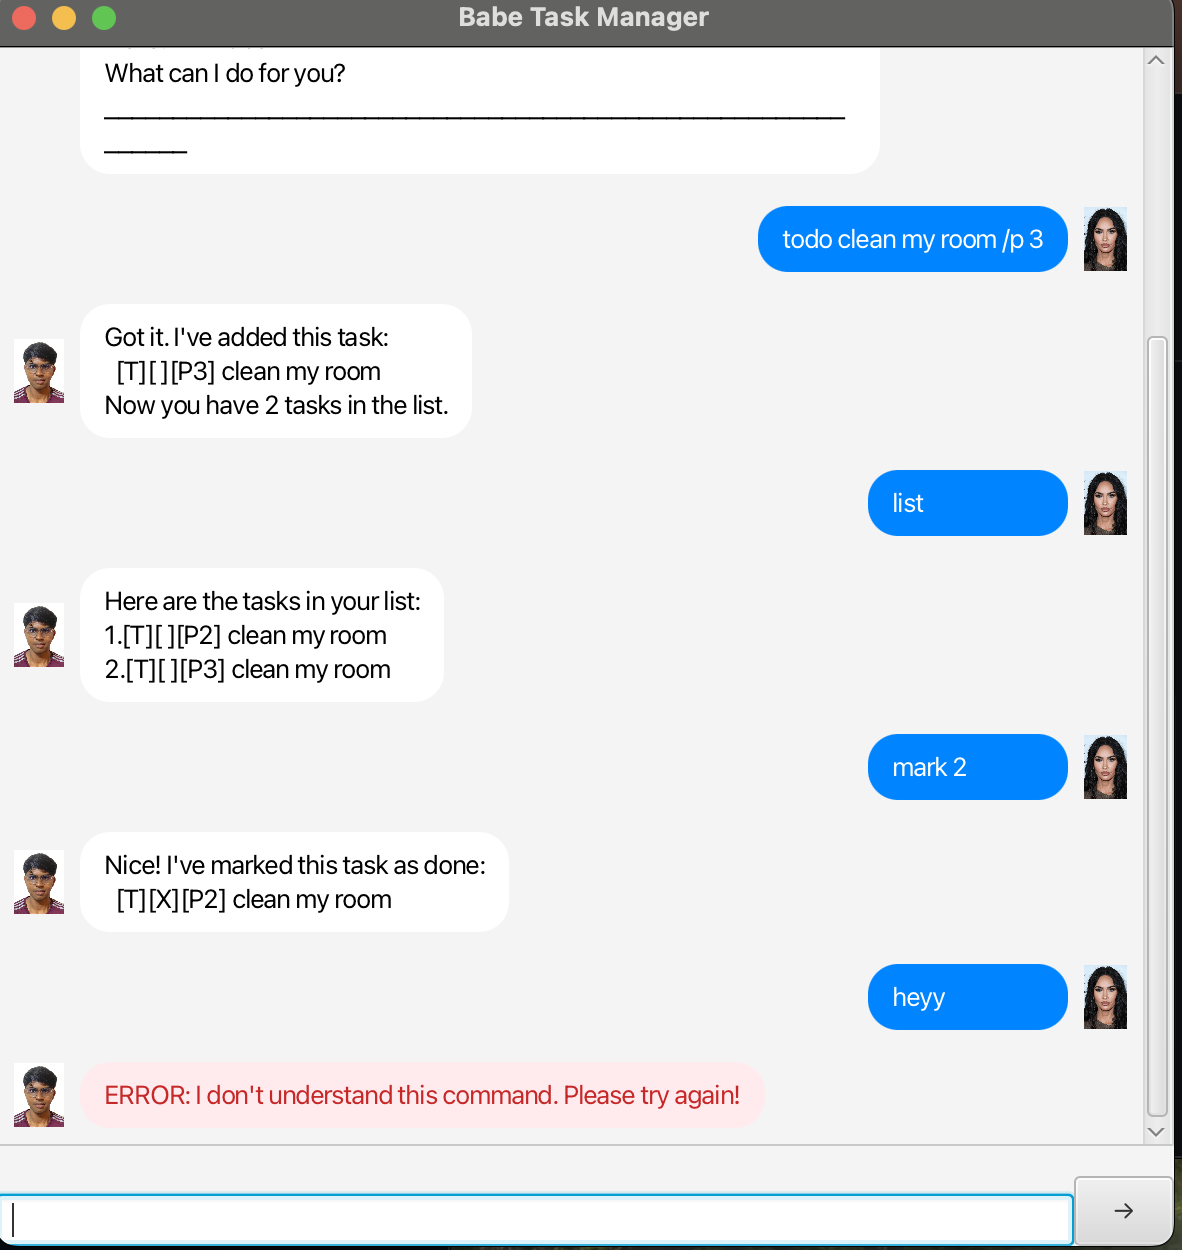 Babe Task Manager
What can I do for you?
todo clean my room /p 3
Got it. I've added this task:
[T][ ][P3] clean my room
Now you have 2 tasks in the list.
list
Here are the tasks in your list:
1.[T][ ][P2] clean my room
2.[T][ ][P3] clean my room
mark 2
Nice! I've marked this task as done:
[T][X][P2] clean my room
heyy
ERROR: I don't understand this command. Please try again!